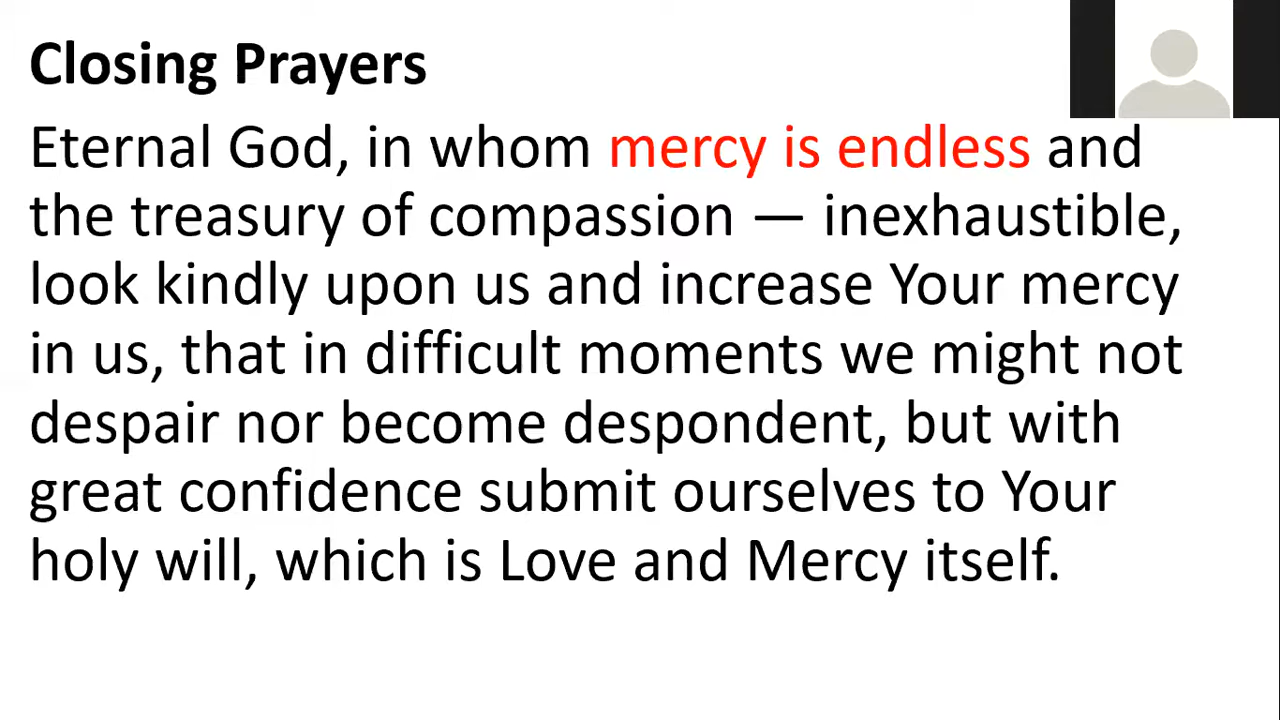 Closing Prayers
Eternal God, in whom mercy is endless and
the treasury of compassion — inexhaustible,
look kindly upon us and increase Your mercy
in us, that in difficult moments we might not
despair nor become despondent, but with
great confidence submit ourselves to Your
holy will, which is Love and Mercy itself.